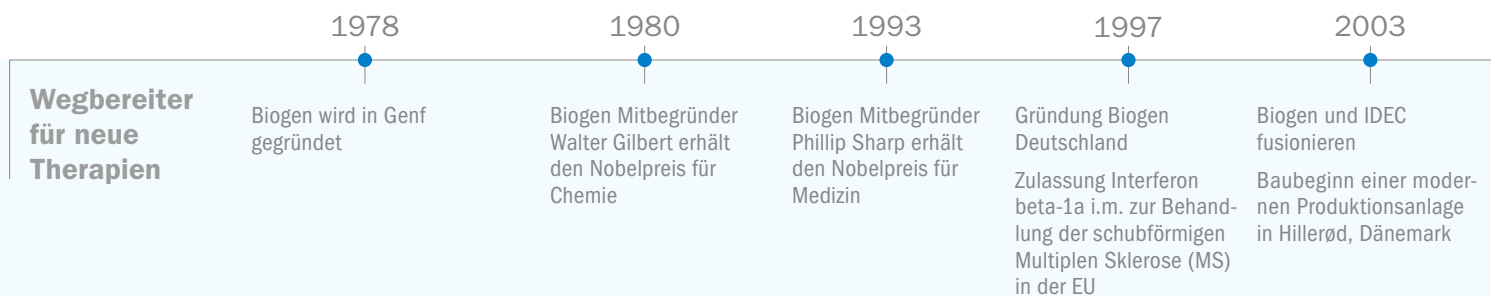 1978
1980
1993
1997
2003
Wegbereiter
für neue
Therapien
Biogen wird in Genf
gegründet
Biogen Mitbegründer
Walter Gilbert erhält
den Nobelpreis für
Chemie
Biogen Mitbegründer
Phillip Sharp erhält
den Nobelpreis für
Medizin
Gründung Biogen
Deutschland
Zulassung Interferon
beta-1a i.m. zur Behand-
lung der schubförmigen
Multiplen Sklerose (MS)
in der EU
Biogen und IDEC
fusionieren
Baubeginn einer moder-
nen Produktionsanlage
in Hillerød, Dänemark